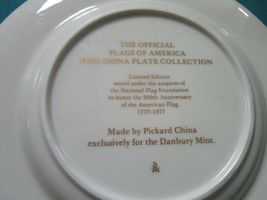 THE OFFICIAL
FLAGS OF AMERICA
FINE CHINA PLATE COLLECTION
Limited Edition
issued under the auspices of
the National Flag Foundation
to honor the 200th Anniversary
of the American Flag.
1777-1977
Made by Pickard China
exclusively for the Danbury Mint.